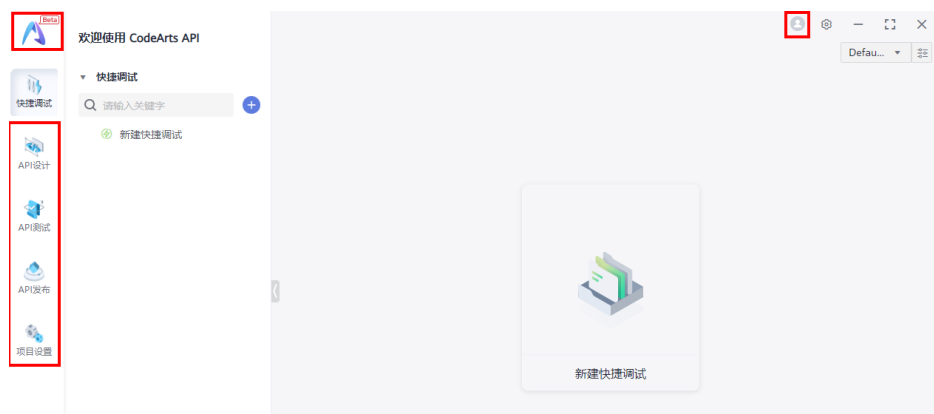 Beta
欢迎使用 CodeArts API
Defau...
快捷调试
快捷调试
请输入关键字
新建快捷调试
API设计
API测试
API发布
项目设置
新建快捷调试